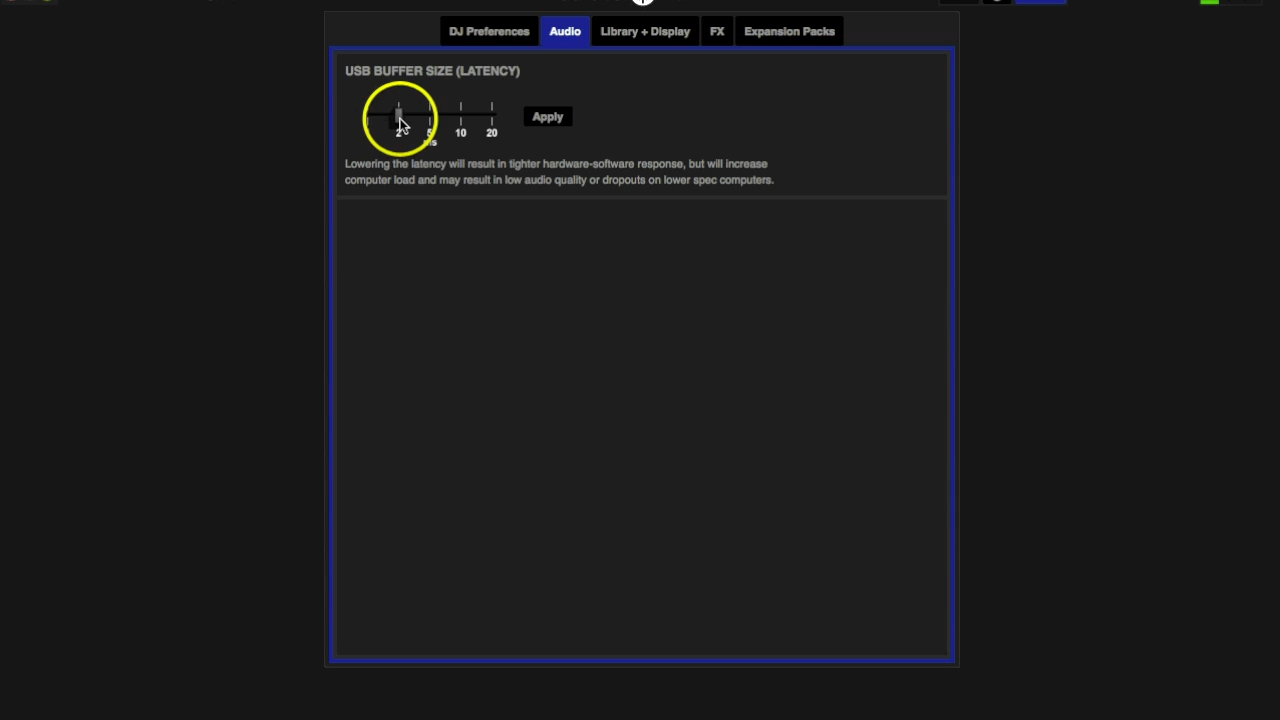 DJ Preferences Audio Library + Display FX Expansion Packs
USB BUFFER SIZE (LATENCY)
2 5 10 20
ms
Apply
Lowering the latency will result in tighter hardware-software response, but will increase
computer load and may result in low audio quality or dropouts on lower spec computers.